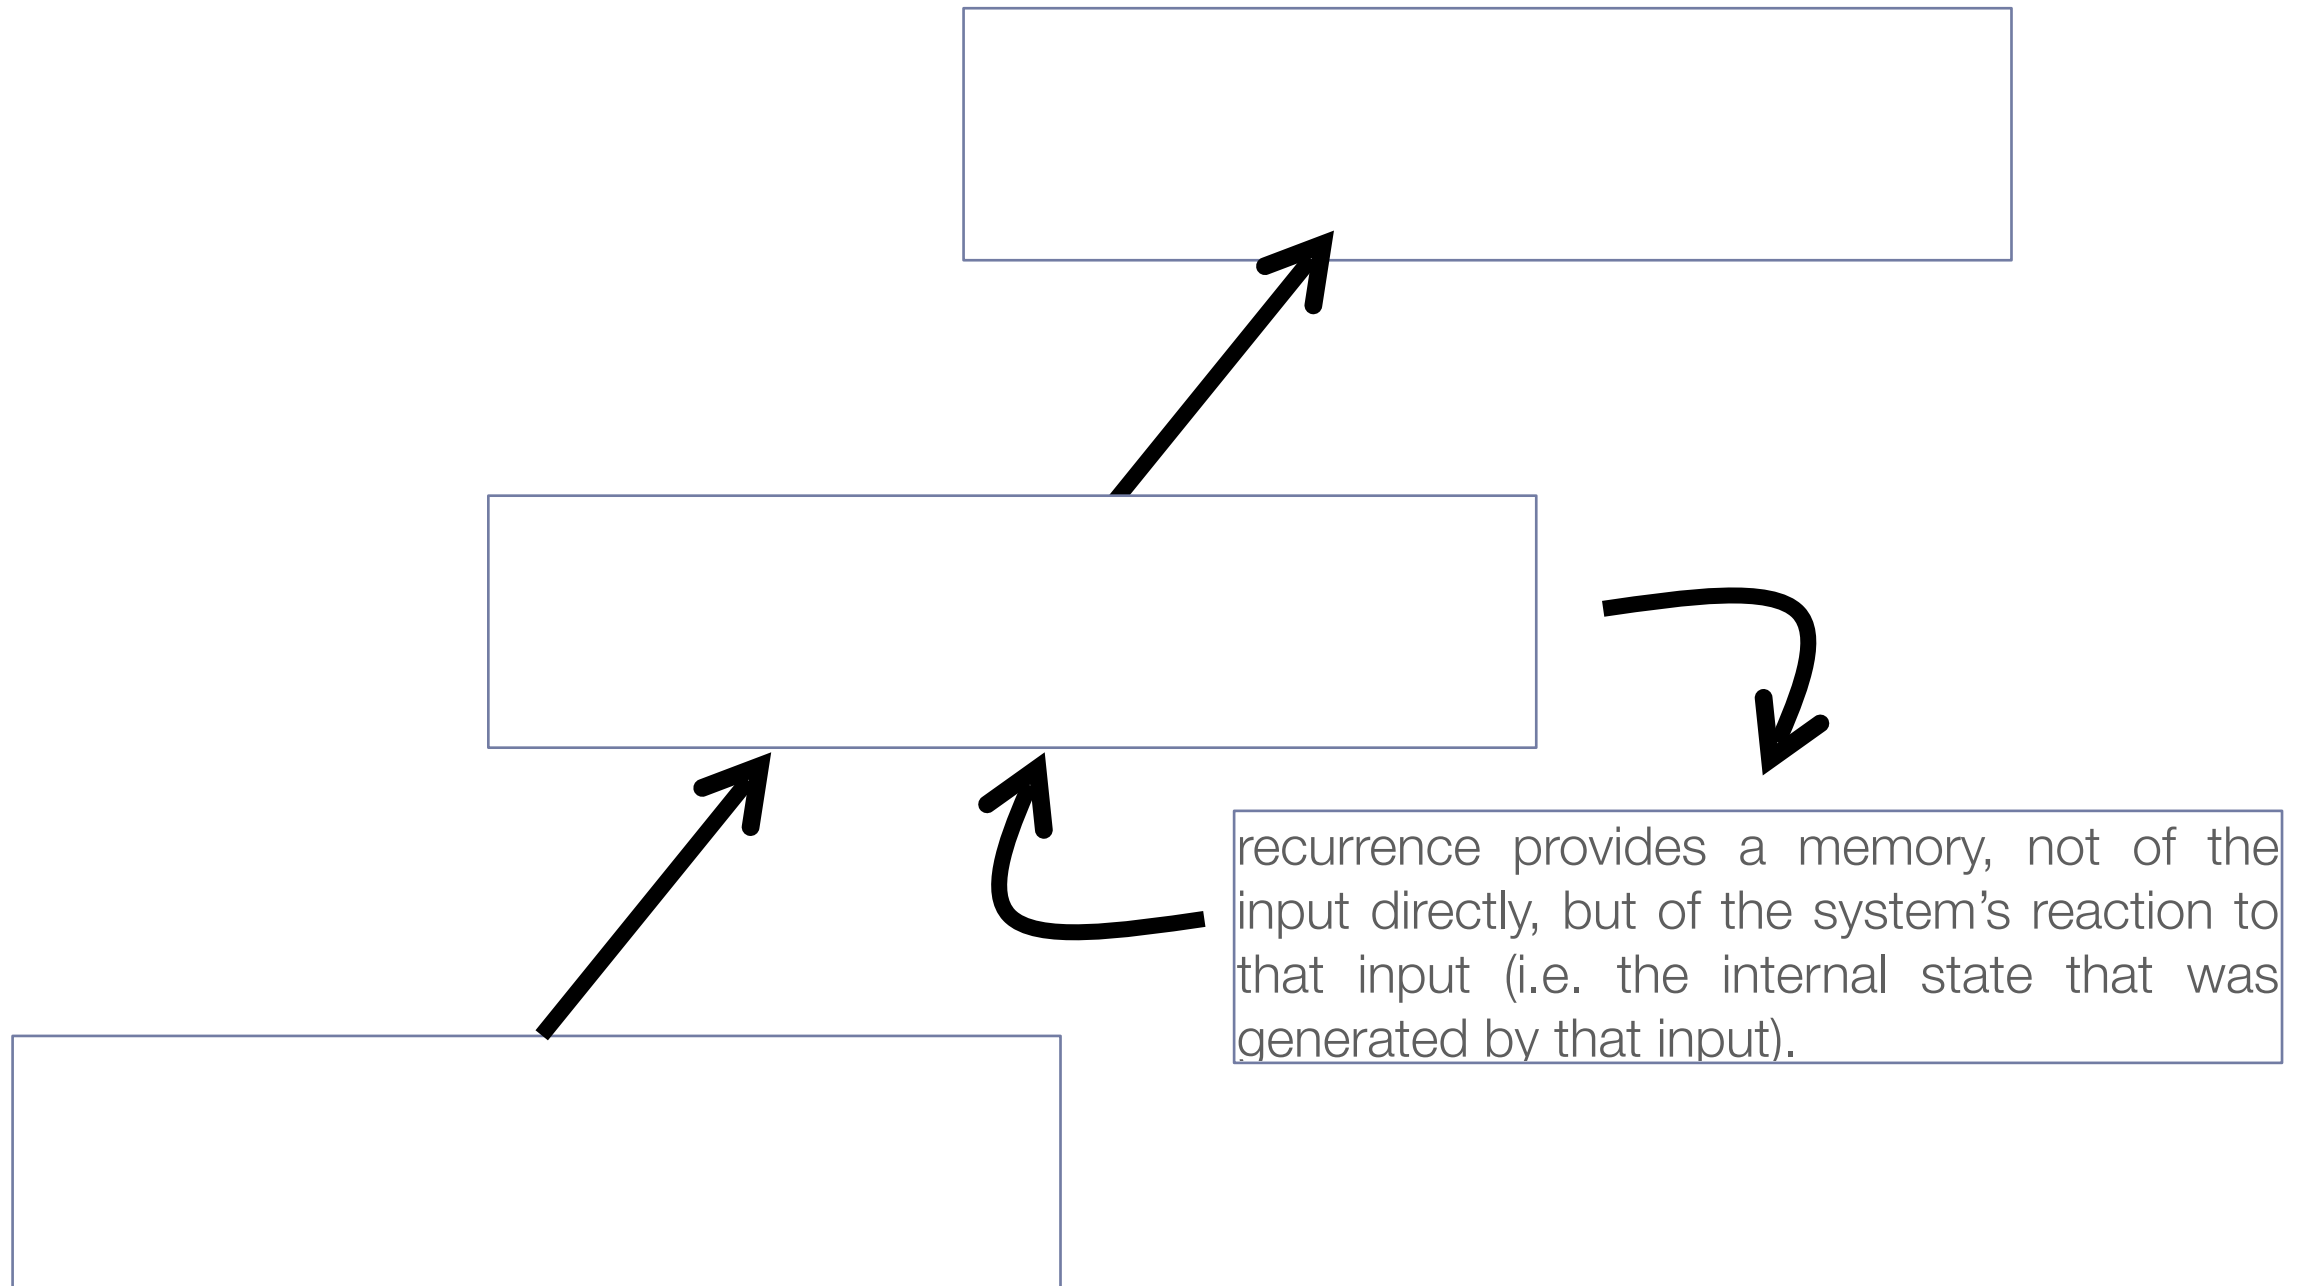 recurrence provides a memory, not of the
input directly, but of the system’s reaction to
that input (i.e. the internal state that was
generated by that input).